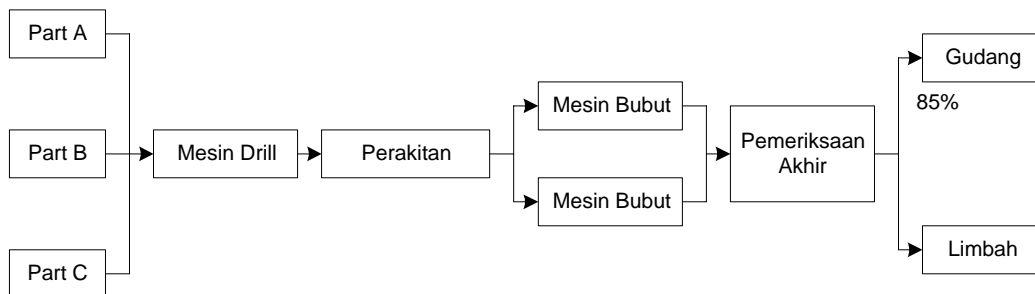 Part A
Part B
Part C
Mesin Drill
Perakitan
Mesin Bubut
Mesin Bubut
Pemeriksaan
Akhir
Gudang
85%
Limbah